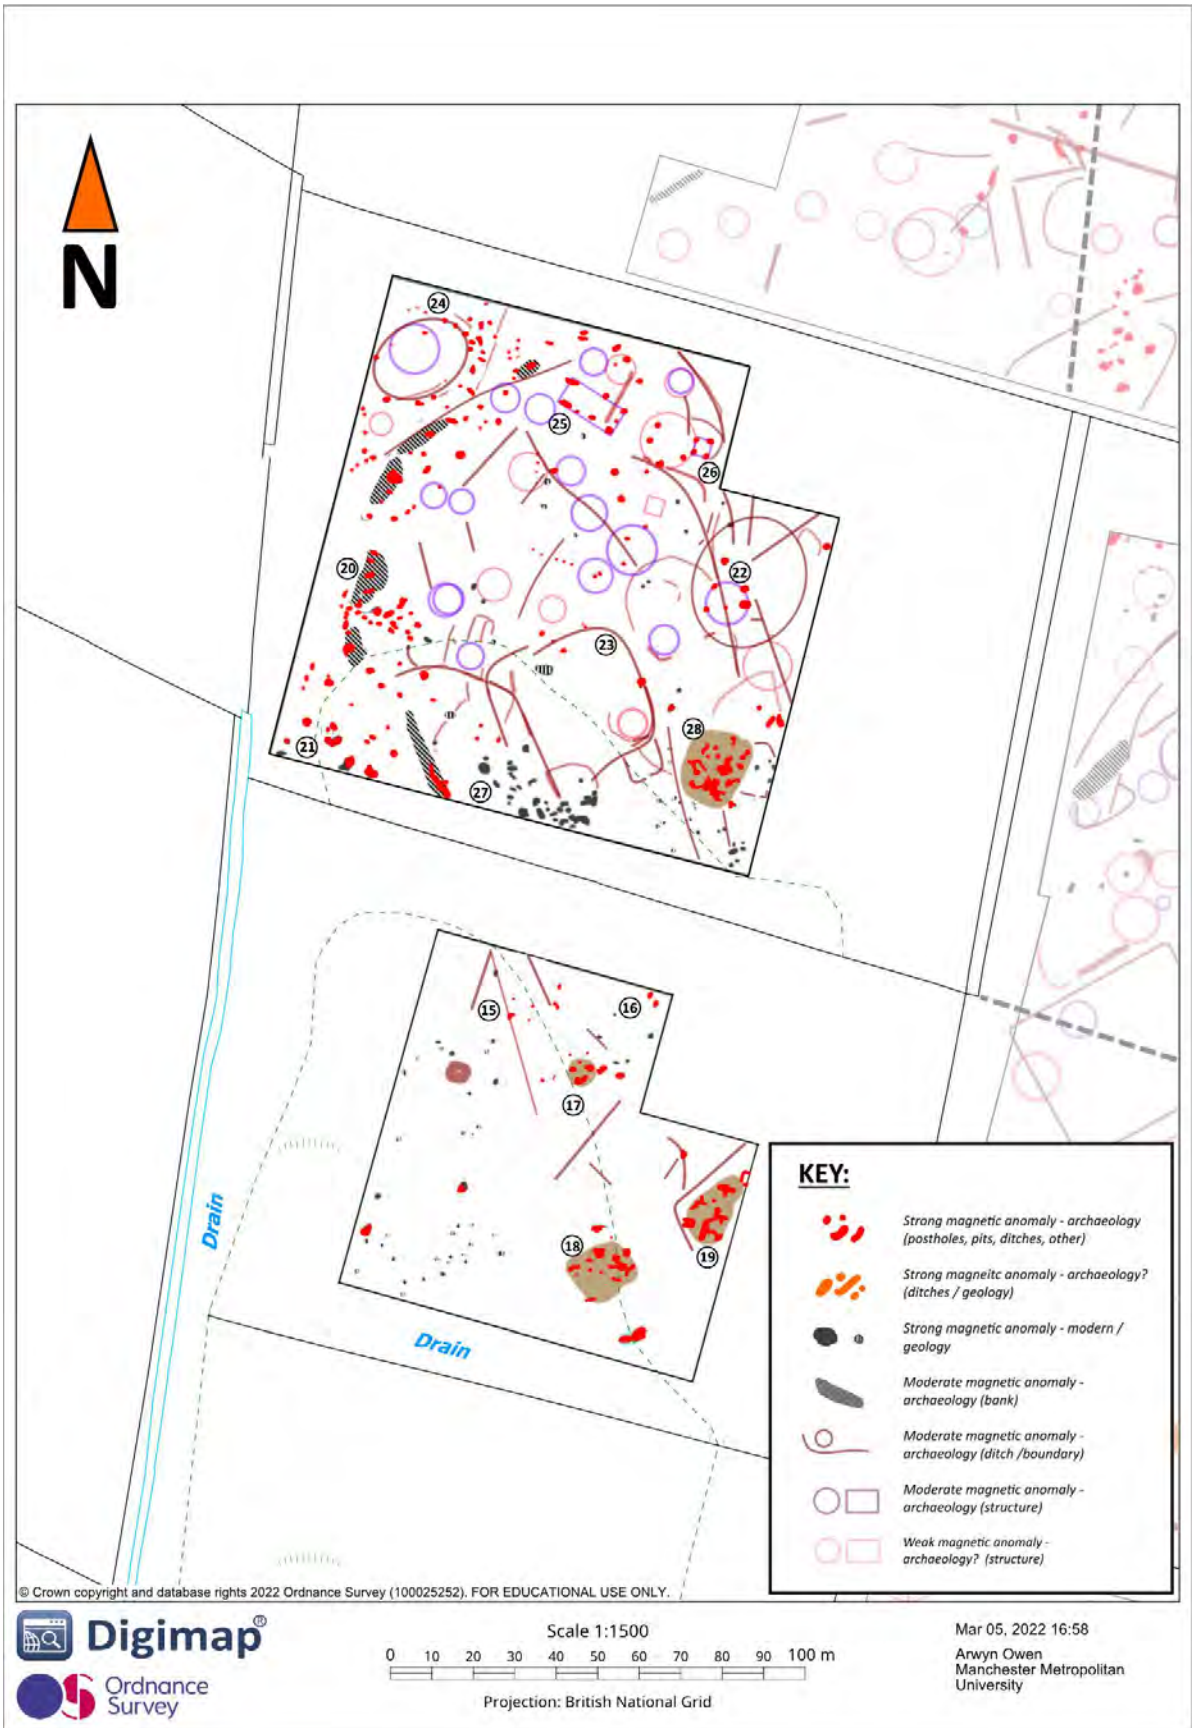 N
24
25
26
20
22
23
28
21
27
15
16
17
18
19
Drain
Drain
KEY:
Strong magnetic anomaly - archaeology
(postholes, pits, ditches, other)
Strong magneitc anomaly - archaeology?
(ditches / geology)
Strong magnetic anomaly - modern /
geology
Moderate magnetic anomaly -
archaeology (bank)
Moderate magnetic anomaly -
archaeology (ditch /boundary)
Moderate magnetic anomaly -
archaeology (structure)
Weak magnetic anomaly -
archaeology? (structure)
© Crown copyright and database rights 2022 Ordnance Survey (100025252). FOR EDUCATIONAL USE ONLY.
Digimap®
Ordnance
Survey
Scale 1:1500
0 10 20 30 40 50 60 70 80 90 100 m
Projection: British National Grid
Mar 05, 2022 16:58
Arwyn Owen
Manchester Metropolitan
University